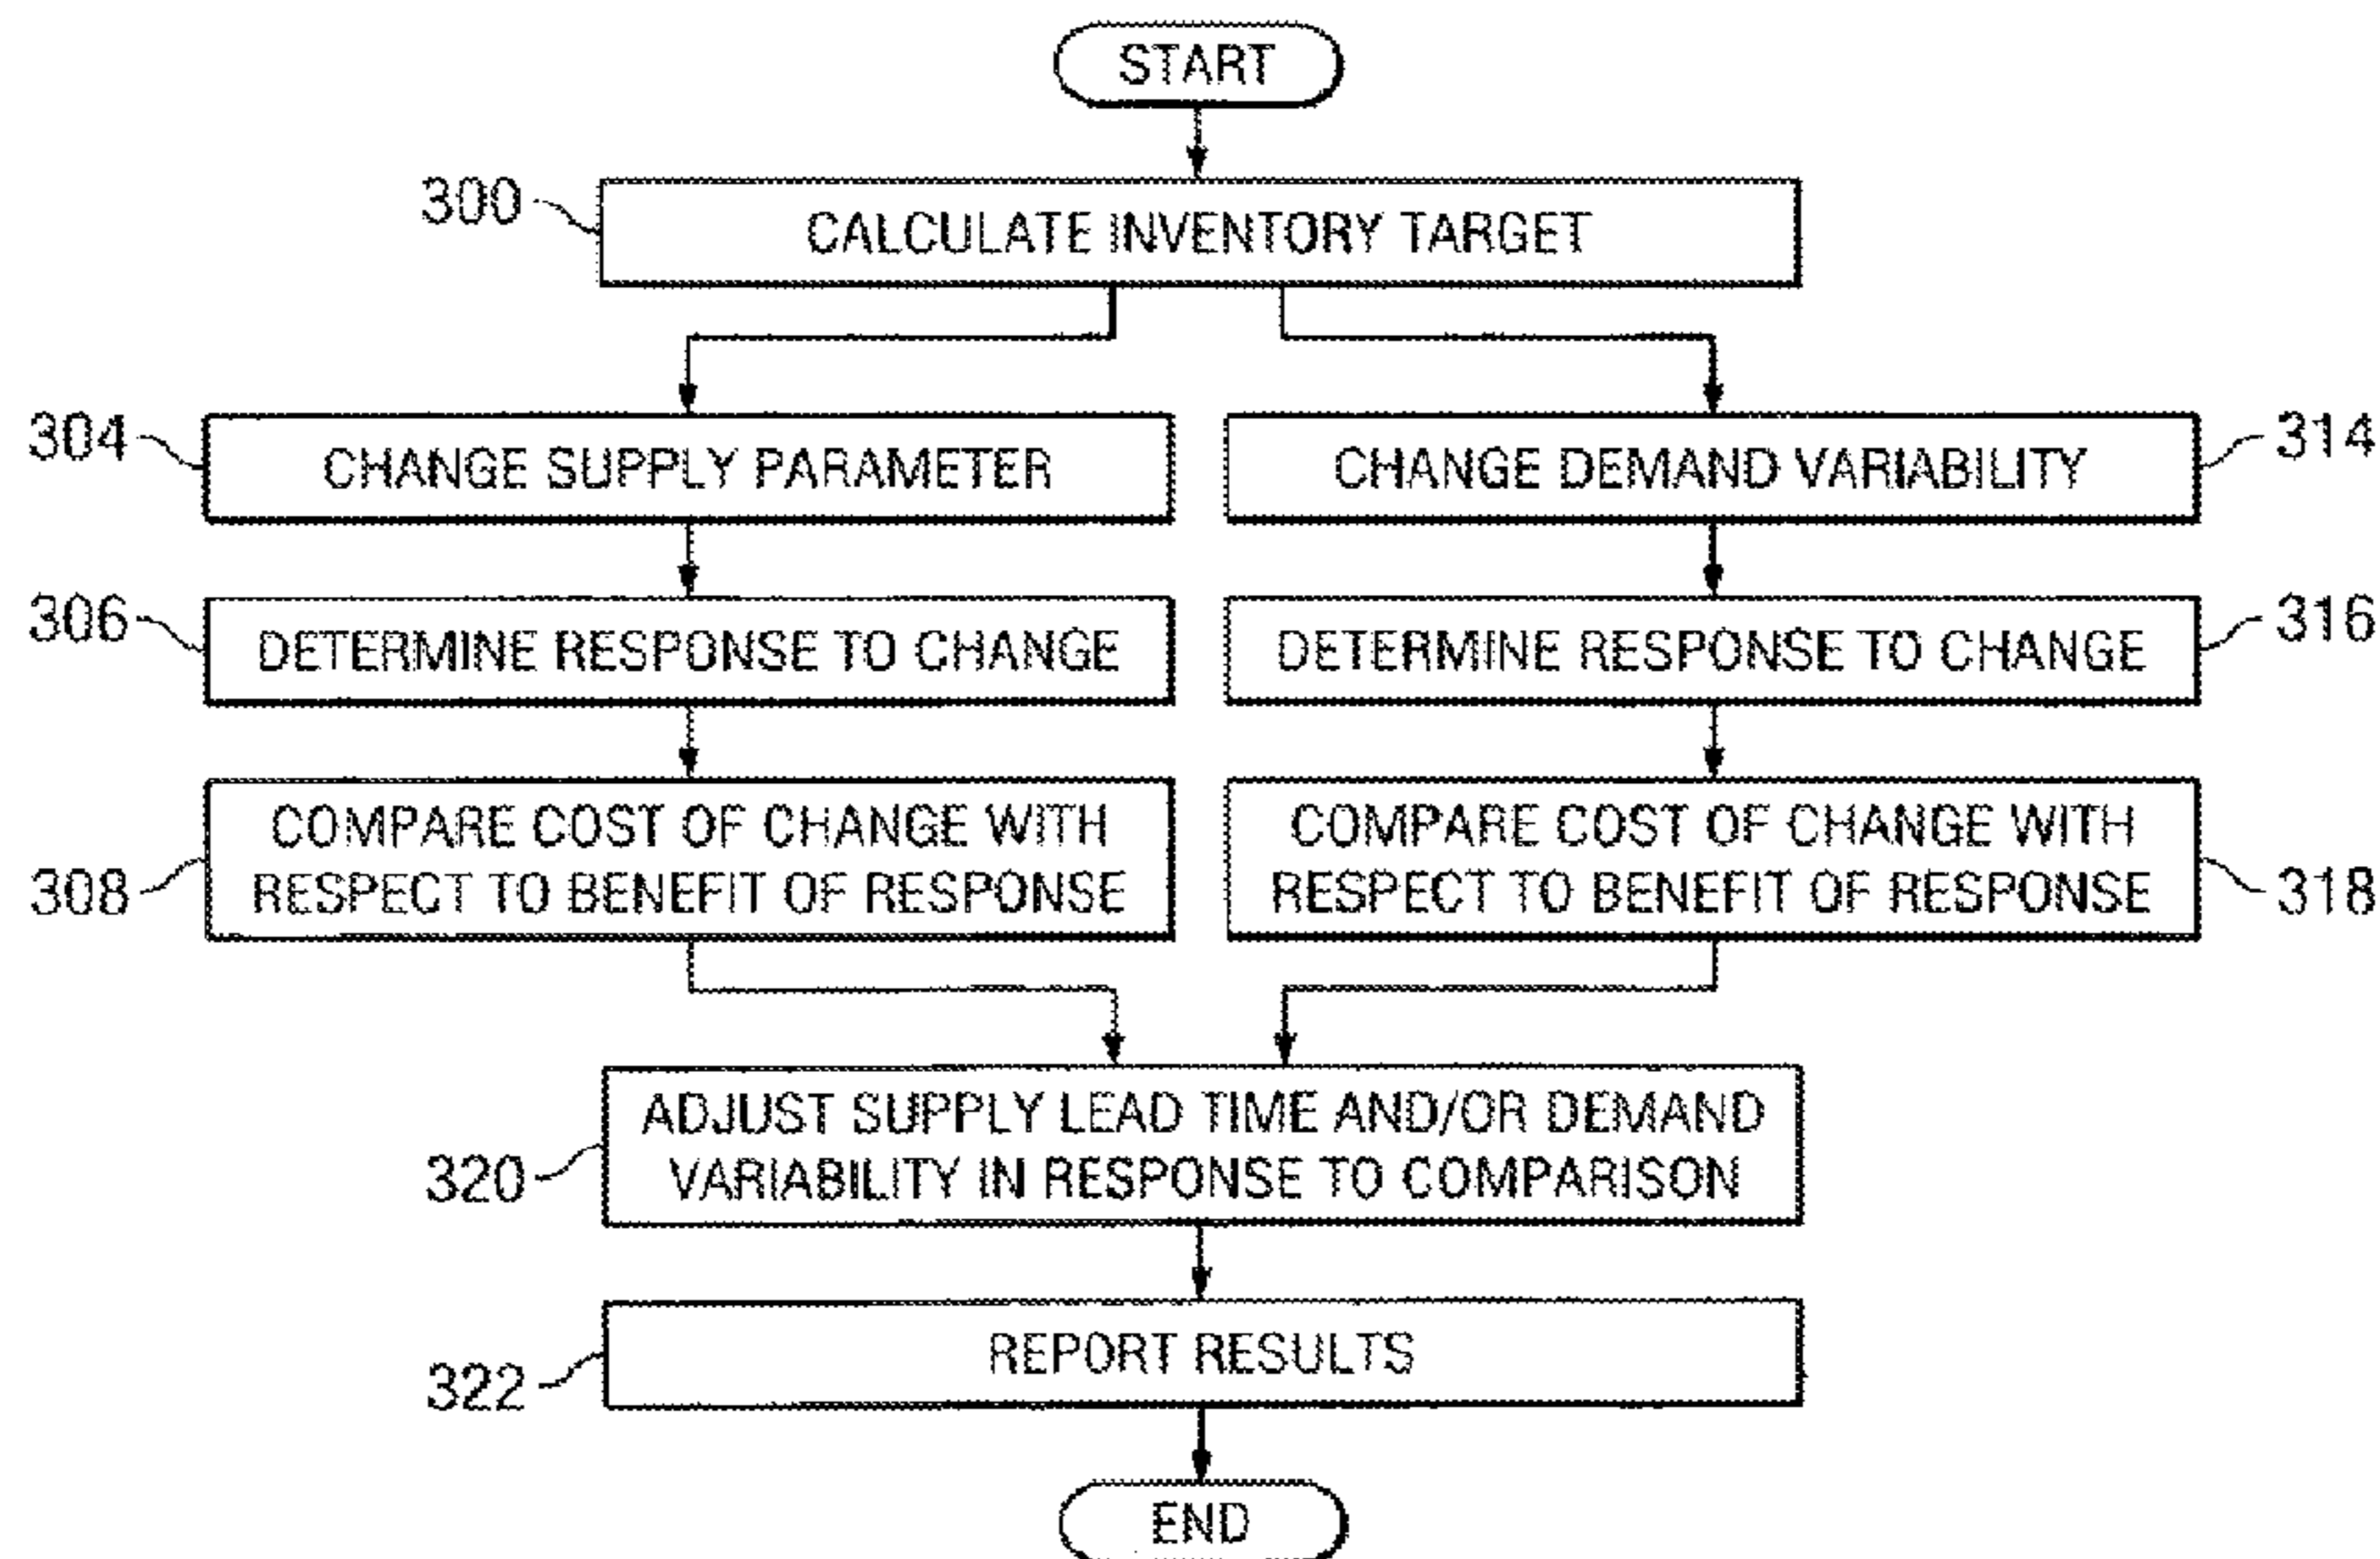 START
300
CALCULATE INVENTORY TARGET
304
CHANGE SUPPLY PARAMETER
CHANGE DEMAND VARIABILITY
314
306
DETERMINE RESPONSE TO CHANGE
DETERMINE RESPONSE TO CHANGE
316
308
COMPARE COST OF CHANGE WITH
RESPECT TO BENEFIT OF RESPONSE
COMPARE COST OF CHANGE WITH
RESPECT TO BENEFIT OF RESPONSE
318
320
ADJUST SUPPLY LEAD TIME AND/OR DEMAND
VARIABILITY IN RESPONSE TO COMPARISON
322
REPORT RESULTS
END